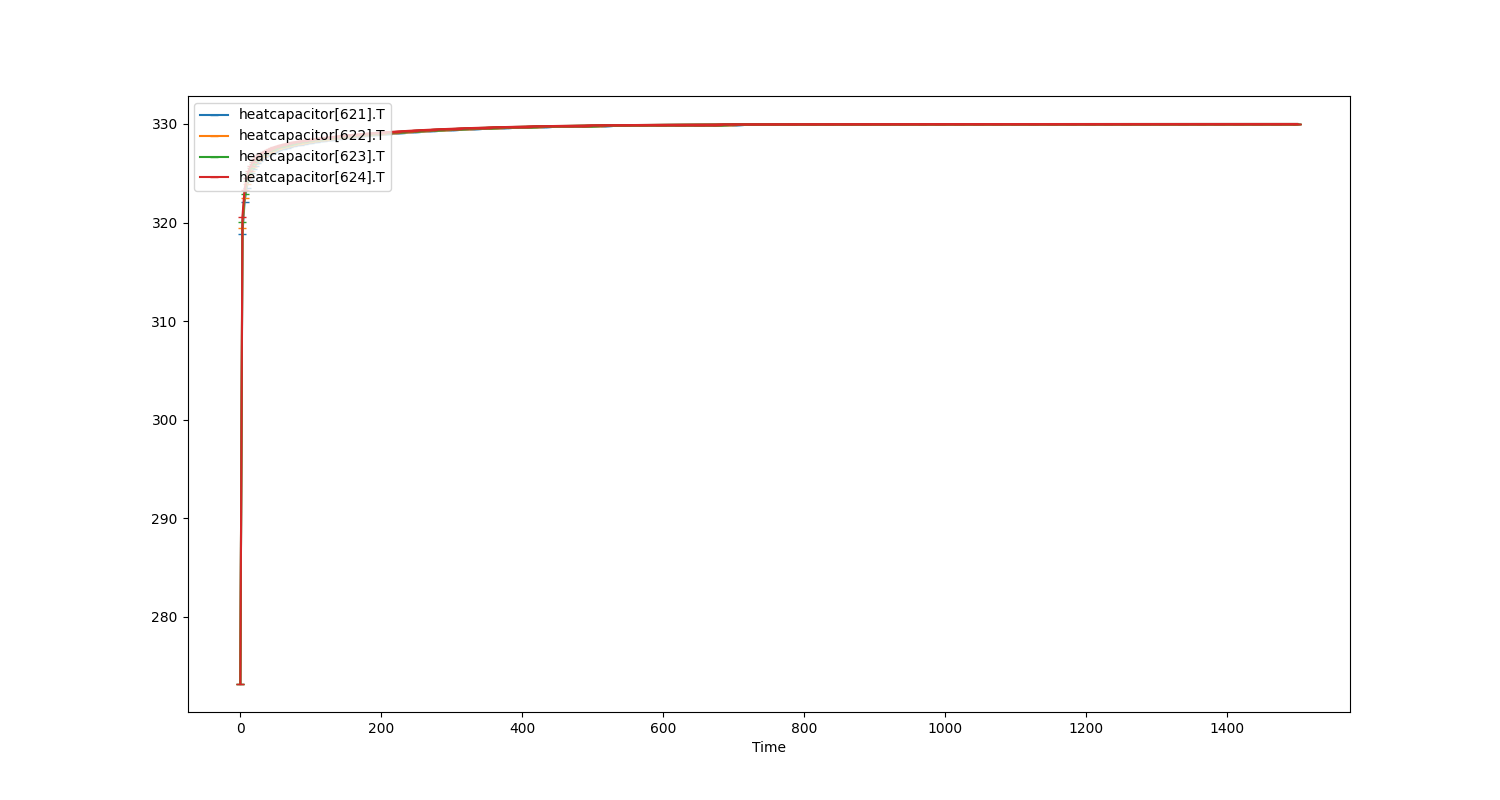 heatcapacitor[621].T
heatcapacitor[622].T
heatcapacitor[623].T
heatcapacitor[624].T
330
320
310
300
290
280
0 200 400 600 800 1000 1200 1400
Time